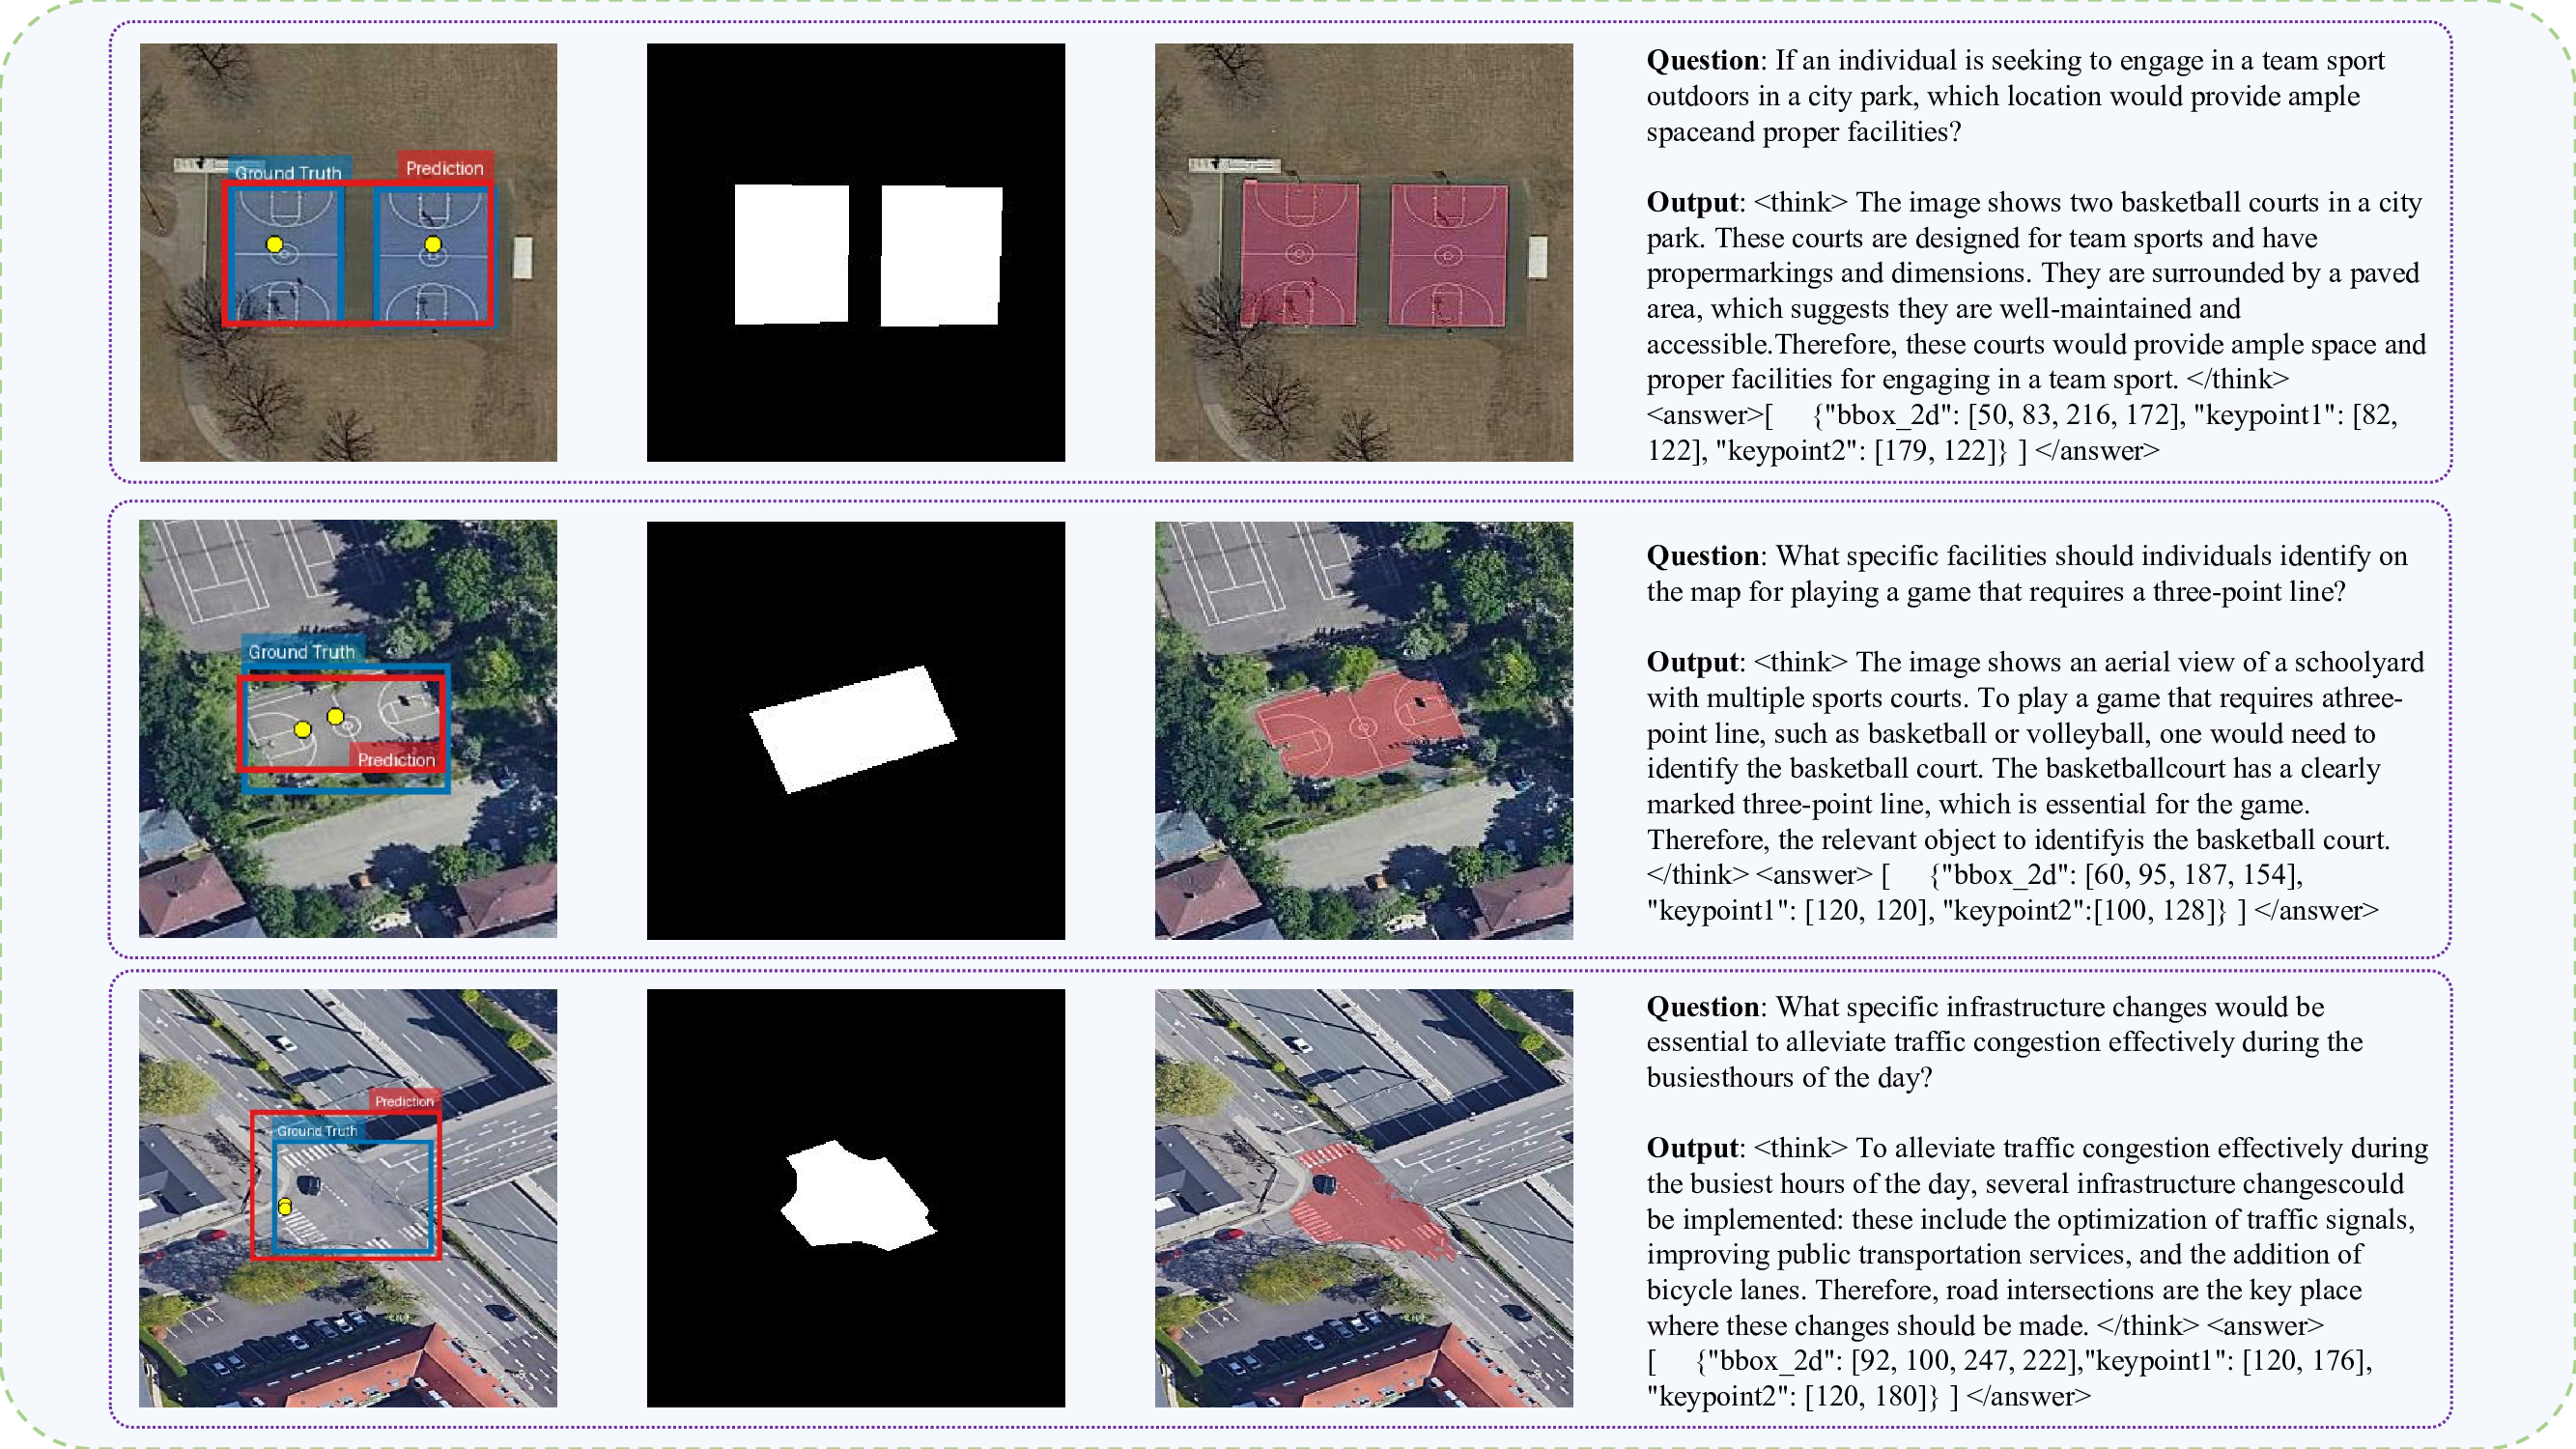 Ground Truth
Prediction
Question: If an individual is seeking to engage in a team sport
outdoors in a city park, which location would provide ample
spaceand proper facilities?
Output: <think> The image shows two basketball courts in a city
park. These courts are designed for team sports and have
propermarkings and dimensions. They are surrounded by a paved
area, which suggests they are well-maintained and
accessible.Therefore, these courts would provide ample space and
proper facilities for engaging in a team sport. </think>
<answer>[     {"bbox_2d": [50, 83, 216, 172], "keypoint1": [82,
122], "keypoint2": [179, 122]} ] </answer>
Ground Truth
Prediction
Question: What specific facilities should individuals identify on
the map for playing a game that requires a three-point line?
Output: <think> The image shows an aerial view of a schoolyard
with multiple sports courts. To play a game that requires athree-
point line, such as basketball or volleyball, one would need to
identify the basketball court. The basketballcourt has a clearly
marked three-point line, which is essential for the game.
Therefore, the relevant object to identifyis the basketball court.
</think> <answer> [     {"bbox_2d": [60, 95, 187, 154],
"keypoint1": [120, 120], "keypoint2":[100, 128]} ] </answer>
Prediction
Ground Truth
Question: What specific infrastructure changes would be
essential to alleviate traffic congestion effectively during the
busiesthours of the day?
Output: <think> To alleviate traffic congestion effectively during
the busiest hours of the day, several infrastructure changescould
be implemented: these include the optimization of traffic signals,
improving public transportation services, and the addition of
bicycle lanes. Therefore, road intersections are the key place
where these changes should be made. </think> <answer>
[     {"bbox_2d": [92, 100, 247, 222],"keypoint1": [120, 176],
"keypoint2": [120, 180]} ] </answer>